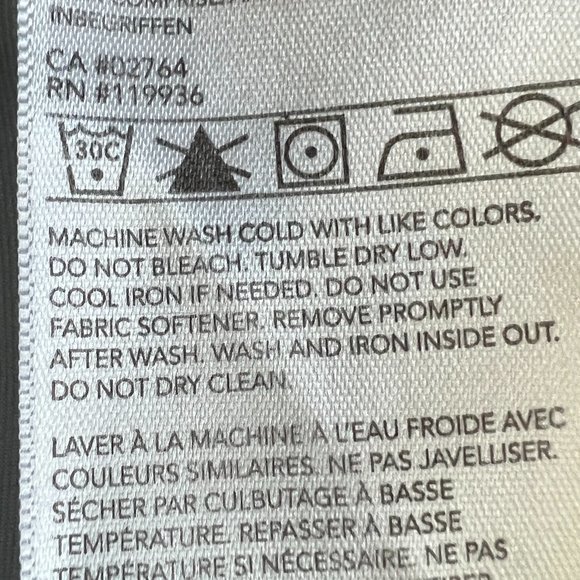 INBEGRIFFEN
CA #02764
RN #119936
30C
MACHINE WASH COLD WITH LIKE COLORS.
DO NOT BLEACH. TUMBLE DRY LOW.
COOL IRON IF NEEDED. DO NOT USE
FABRIC SOFTENER. REMOVE PROMPTLY
AFTER WASH. WASH AND IRON INSIDE OUT.
DO NOT DRY CLEAN.
LAVER À LA MACHINE À L'EAU FROIDE AVEC
COULEURS SIMILAIRES. NE PAS JAVELLISER.
SÉCHER PAR CULBUTAGE À BASSE
TEMPÉRATURE. REPASSER À BASSE
TEMPÉRATURE SI NÉCESSAIRE. NE PAS